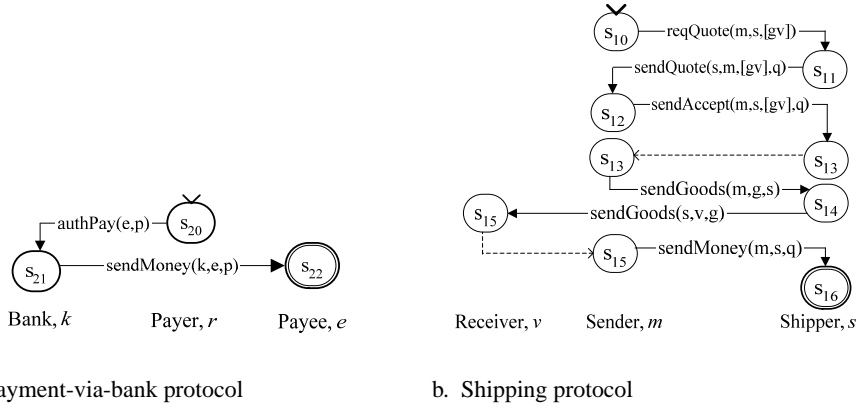 s10
reqQuote(m,s,[gv])
s11
sendQuote(s,m,[gv],q)
s12
sendAccept(m,s,[gv],q)
s13
s13
sendGoods(m,g,s)
s14
s15
sendGoods(s,v,g)
s15
sendMoney(m,s,q)
s16
authPay(e,p)
s20
s21
sendMoney(k,e,p)
s22
Bank, k
Payer, r
Payee, e
Receiver, v
Sender, m
Shipper, s
ayment-via-bank protocol
b. Shipping protocol